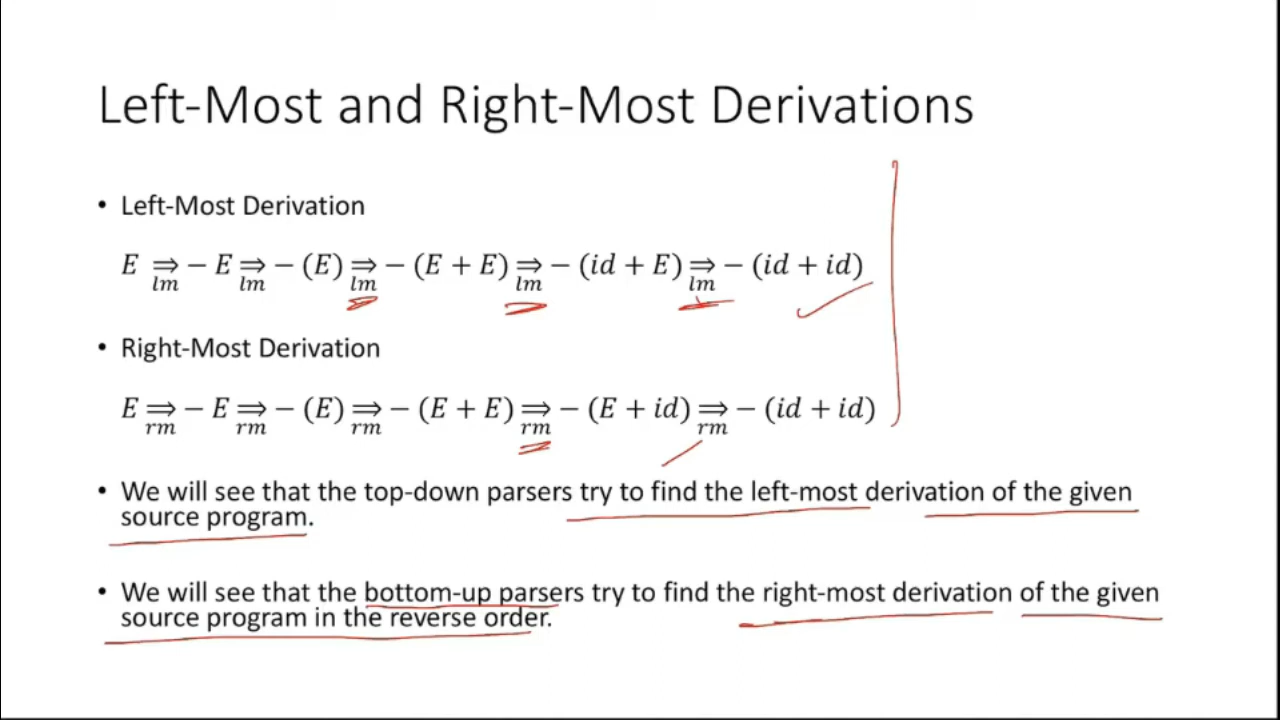 Left-Most and Right-Most Derivations
• Left-Most Derivation
E ⇒lm − E ⇒lm − (E) ⇒lm − (E + E) ⇒lm − (id + E) ⇒lm − (id + id)
• Right-Most Derivation
E ⇒rm − E ⇒rm − (E) ⇒rm − (E + E) ⇒rm − (E + id) ⇒rm − (id + id)
• We will see that the top-down parsers try to find the left-most derivation of the given
source program.
• We will see that the bottom-up parsers try to find the right-most derivation of the given
source program in the reverse order.